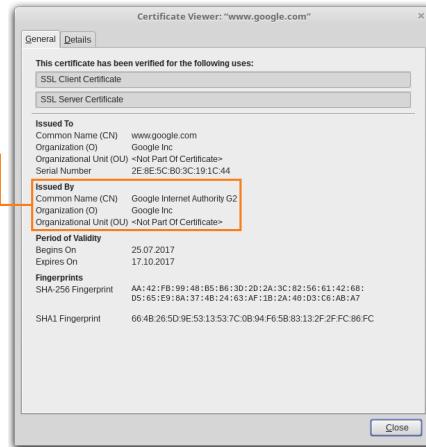 Certificate Viewer: "www.google.com"
General Details
This certificate has been verified for the following uses:
SSL Client Certificate
SSL Server Certificate
Issued To
Common Name (CN) www.google.com
Organization (O) Google Inc
Organizational Unit (OU) <Not Part Of Certificate>
Serial Number 2E:8E:5C:B0:3C:19:1C:44
Issued By
Common Name (CN) Google Internet Authority G2
Organization (O) Google Inc
Organizational Unit (OU) <Not Part Of Certificate>
Period of Validity
Begins On 25.07.2017
Expires On 17.10.2017
Fingerprints
SHA-256 Fingerprint AA:42:FB:99:48:B5:B6:3D:2D:2A:3C:82:56:61:42:68:
D5:65:E9:8A:37:4B:24:63:AF:1B:2A:40:D3:C6:AB:A7
SHA1 Fingerprint 66:4B:26:5D:9E:53:13:53:7C:0B:94:F6:5B:83:13:2F:2F:FC:86:FC
Close